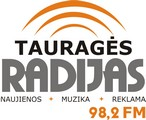 TAURAGĖS
RADIJAS
NAUJIENOS + MUZIKA + REKLAMA
98,2 FM